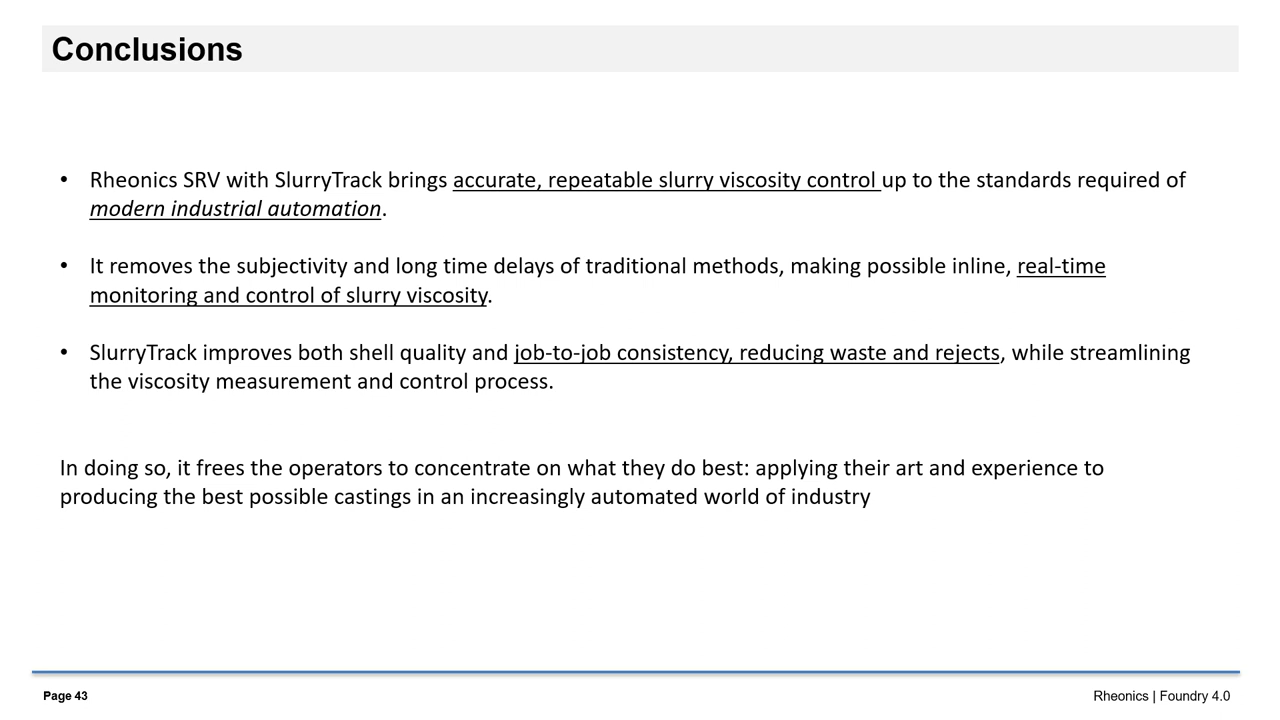 Conclusions
• Rheonics SRV with SlurryTrack brings accurate, repeatable slurry viscosity control up to the standards required of
modern industrial automation.
• It removes the subjectivity and long time delays of traditional methods, making possible inline, real-time
monitoring and control of slurry viscosity.
• SlurryTrack improves both shell quality and job-to-job consistency, reducing waste and rejects, while streamlining
the viscosity measurement and control process.
In doing so, it frees the operators to concentrate on what they do best: applying their art and experience to
producing the best possible castings in an increasingly automated world of industry
Page 43
Rheonics | Foundry 4.0